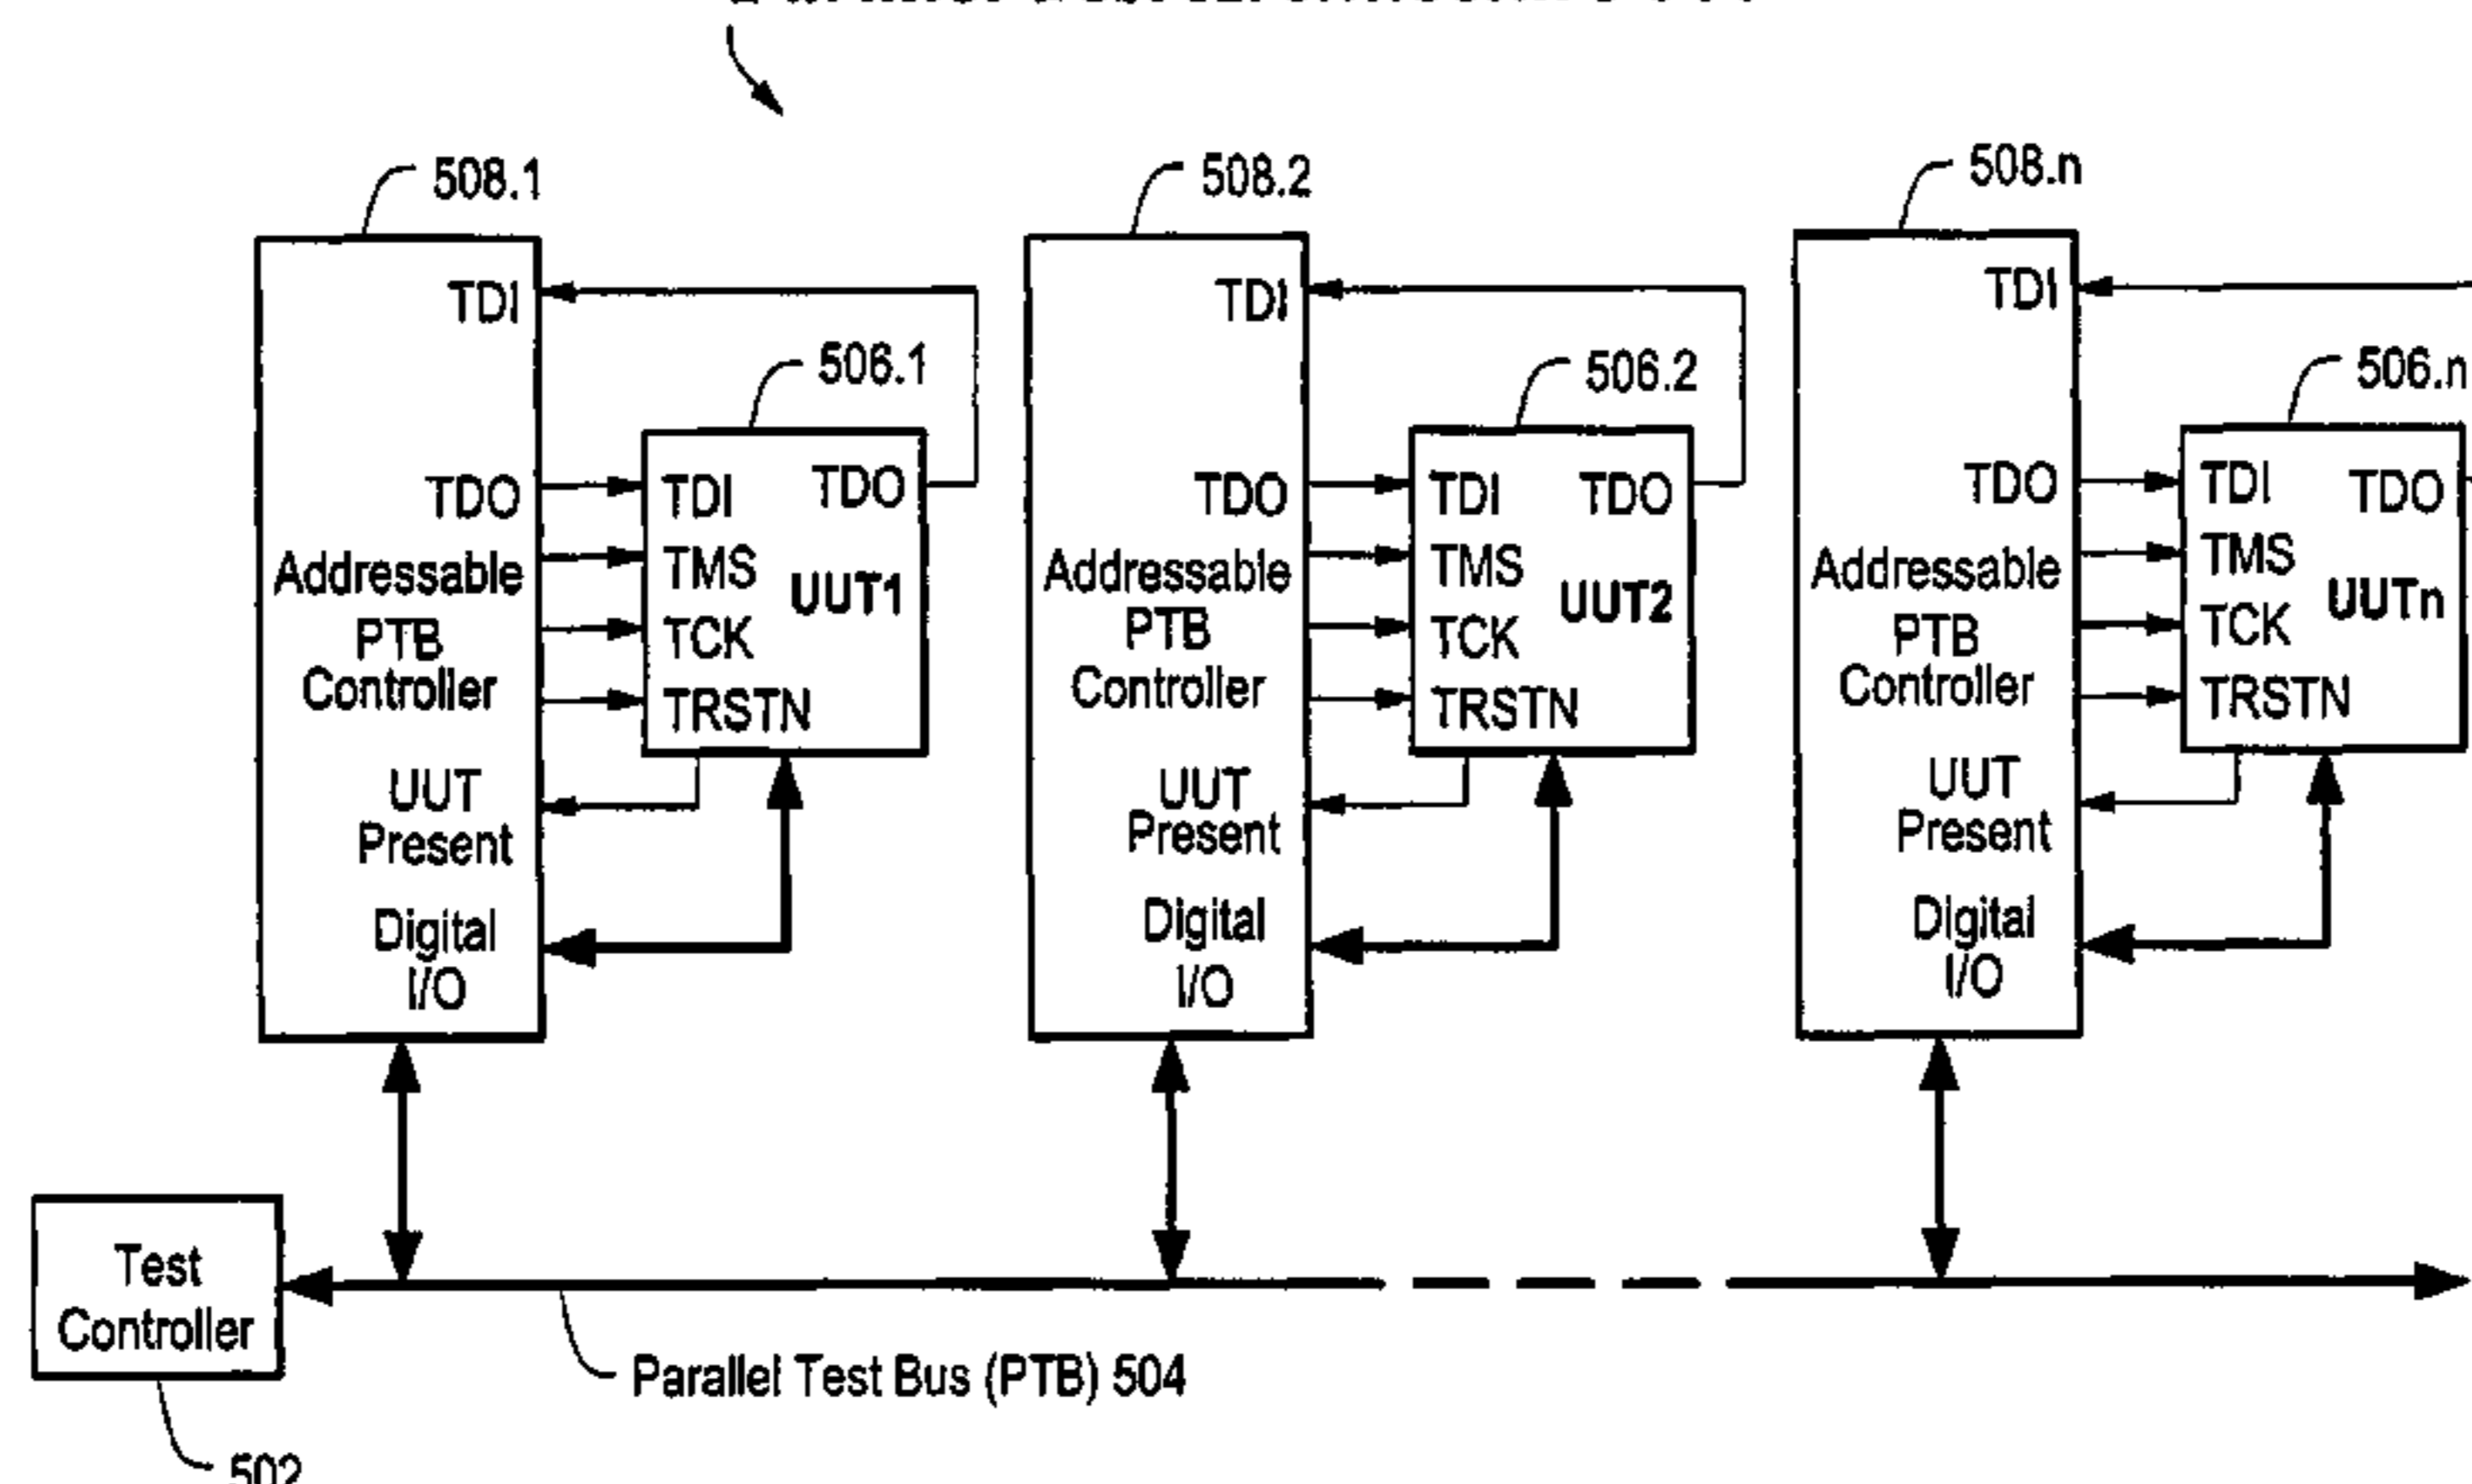 508.1
508.2
508.n
TDI
TDI
TDI
506.1
506.2
506.n
TDO
TDI
TDO
TDO
TDI
TDO
TDO
TDI
TDO
Addressable
PTB
Controller
TMS
UUT1
TCK
TRSTN
Addressable
PTB
Controller
TMS
UUT2
TCK
TRSTN
Addressable
PTB
Controller
TMS
UUTn
TCK
TRSTN
UUT
Present
UUT
Present
UUT
Present
Digital
I/O
Digital
I/O
Digital
I/O
Test
Controller
Parallel Test Bus (PTB) 504
502